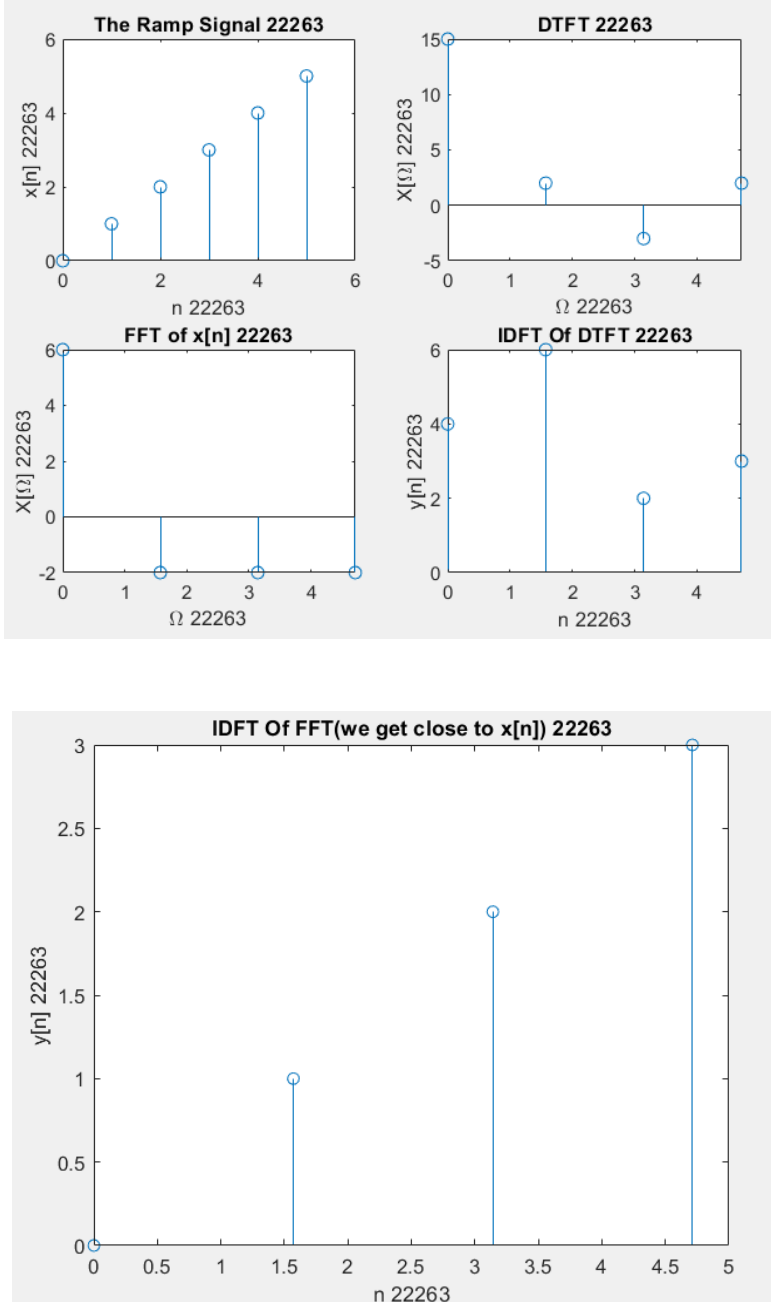 The Ramp Signal 22263
6
4
2
0
x[n] 22263
0 2 4 6
n 22263
DTFT 22263
15
10
5
0
-5
X[Ω] 22263
0 1 2 3 4
Ω 22263
FFT of x[n] 22263
6
4
2
0
-2
X[Ω] 22263
0 1 2 3 4
Ω 22263
IDFT Of DTFT 22263
6
4
2
0
y[n] 22263
0 1 2 3 4
n 22263
IDFT Of FFT(we get close to x[n]) 22263
3
2.5
2
1.5
1
0.5
0
y[n] 22263
0 0.5 1 1.5 2 2.5 3 3.5 4 4.5 5
n 22263